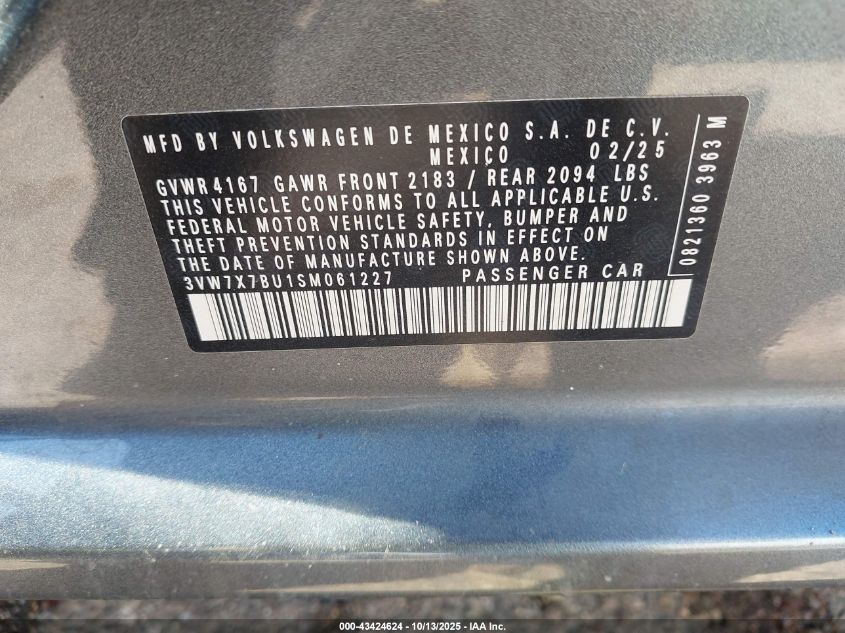 MFD BY VOLKSWAGEN DE MEXICO S.A. DE C.V.
MEXICO 02/25
GVWR 4167 GAWR FRONT 2183 / REAR 2094 LBS
THIS VEHICLE CONFORMS TO ALL APPLICABLE U.S.
FEDERAL MOTOR VEHICLE SAFETY, BUMPER AND
THEFT PREVENTION STANDARDS IN EFFECT ON
THE DATE OF MANUFACTURE SHOWN ABOVE.
3VW7X7BU1SM061227 PASSENGER CAR
0821360 3963 M
000-43424624 - 10/13/2025 - IAA Inc.